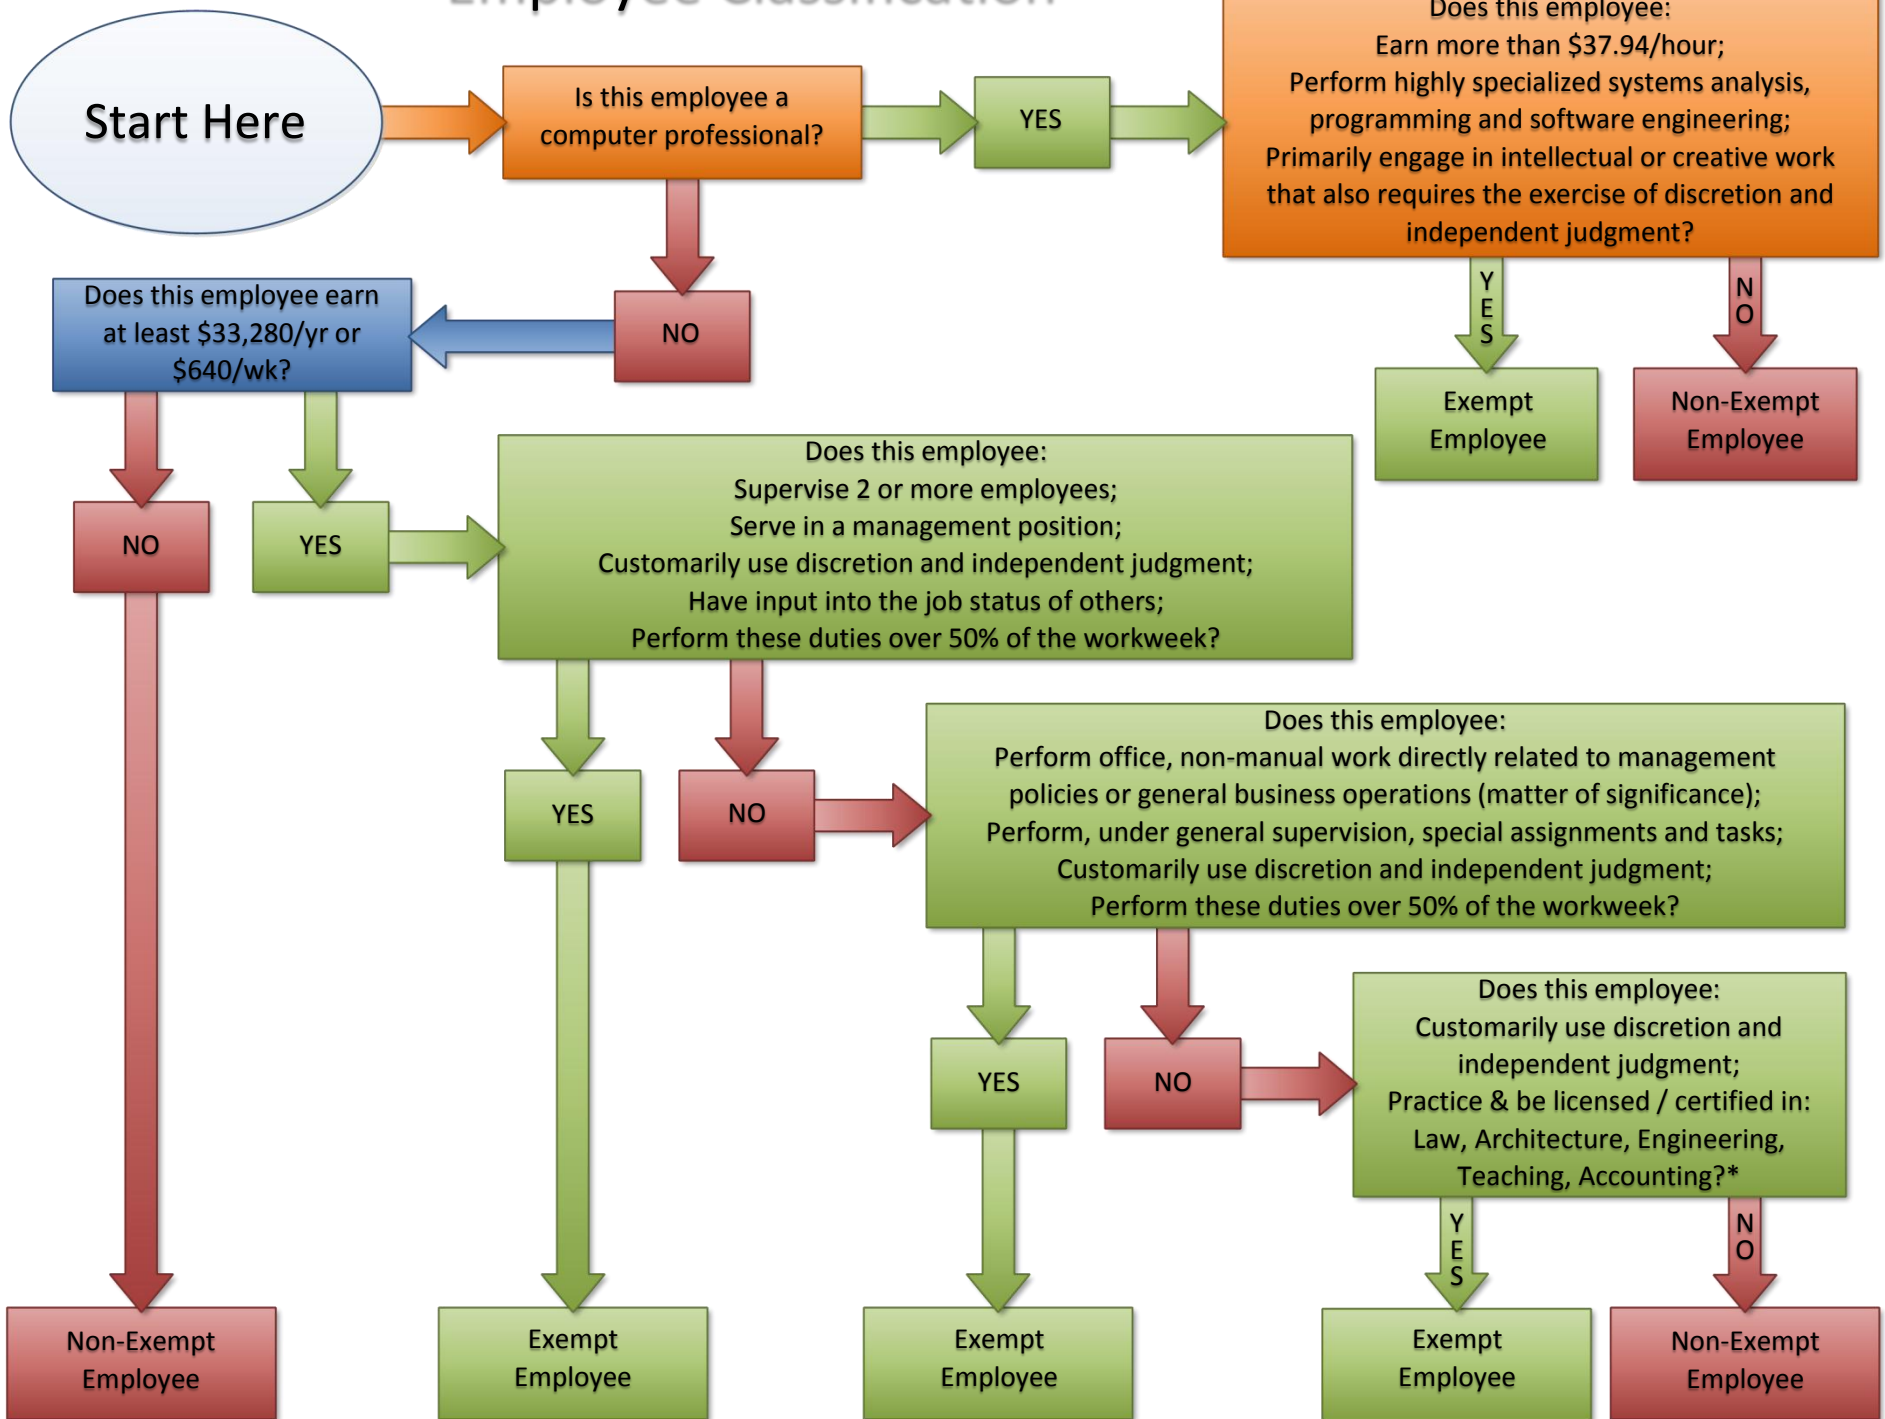 Employee Classification
Start Here
Is this employee a
computer professional?
YES
Does this employee:
Earn more than $37.94/hour;
Perform highly specialized systems analysis,
programming and software engineering;
Primarily engage in intellectual or creative work
that also requires the exercise of discretion and
independent judgment?
YES
NO
Exempt
Employee
Non-Exempt
Employee
NO
Does this employee earn
at least $33,280/yr or
$640/wk?
NO
YES
Does this employee:
Supervise 2 or more employees;
Serve in a management position;
Customarily use discretion and independent judgment;
Have input into the job status of others;
Perform these duties over 50% of the workweek?
YES
NO
Does this employee:
Perform office, non-manual work directly related to management
policies or general business operations (matter of significance);
Perform, under general supervision, special assignments and tasks;
Customarily use discretion and independent judgment;
Perform these duties over 50% of the workweek?
YES
NO
Does this employee:
Customarily use discretion and
independent judgment;
Practice & be licensed / certified in:
Law, Architecture, Engineering,
Teaching, Accounting?*
YES
NO
Non-Exempt
Employee
Exempt
Employee
Exempt
Employee
Exempt
Employee
Non-Exempt
Employee